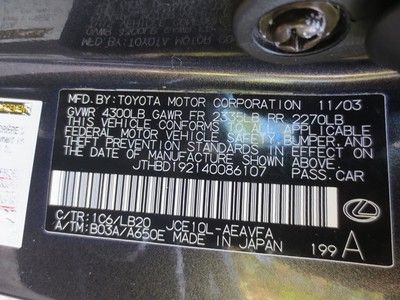 MFD.BY:TOYOTA MOTOR CORPORATION 11/03
GVWR 4300LB GAWR FR 2335LB RR 2270LB
THIS VEHICLE CONFORMS TO ALL APPLICABLE
FEDERAL MOTOR VEHICLE SAFETY, BUMPER, AND
THEFT PREVENTION STANDARDS IN EFFECT ON
THE DATE OF MANUFACTURE SHOWN ABOVE.
JTHBD192140086107 PASS.CAR
C/TR:1C6/LB20 JCE10L-AEAVFA
A/TM:B03A/A650E MADE IN JAPAN
199A